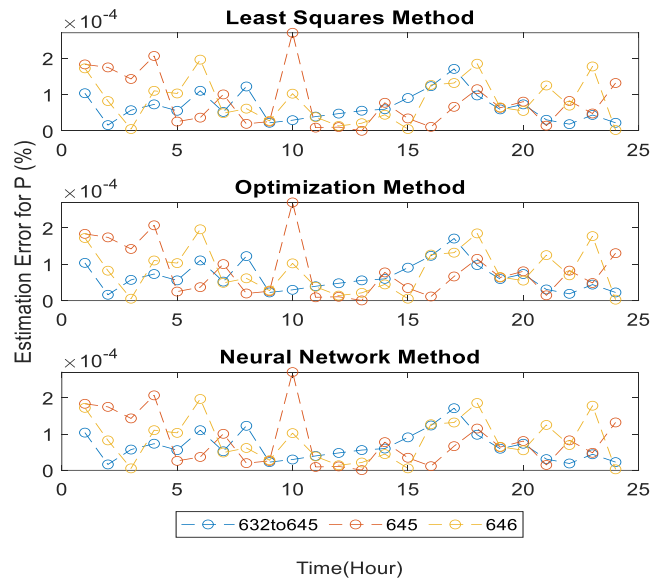 Least Squares Method
×10⁻⁴
2
1
0
0 5 10 15 20 25
Optimization Method
×10⁻⁴
2
1
0
0 5 10 15 20 25
Neural Network Method
×10⁻⁴
2
1
0
0 5 10 15 20 25
Estimation Error for P (%)
632to645 645 646
Time(Hour)